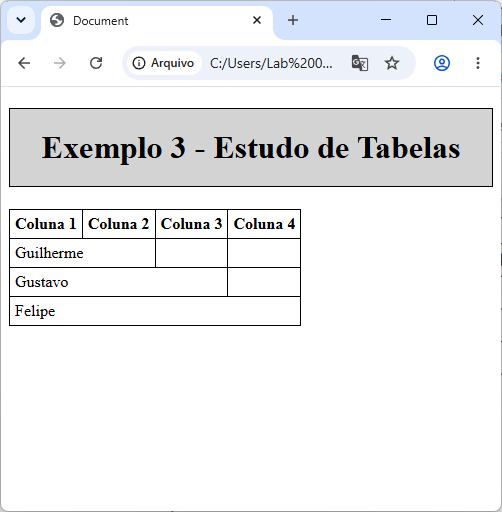 Document
Arquivo C:/Users/Lab%200...
Exemplo 3 - Estudo de Tabelas
Coluna 1 Coluna 2 Coluna 3 Coluna 4
Guilherme
Gustavo
Felipe